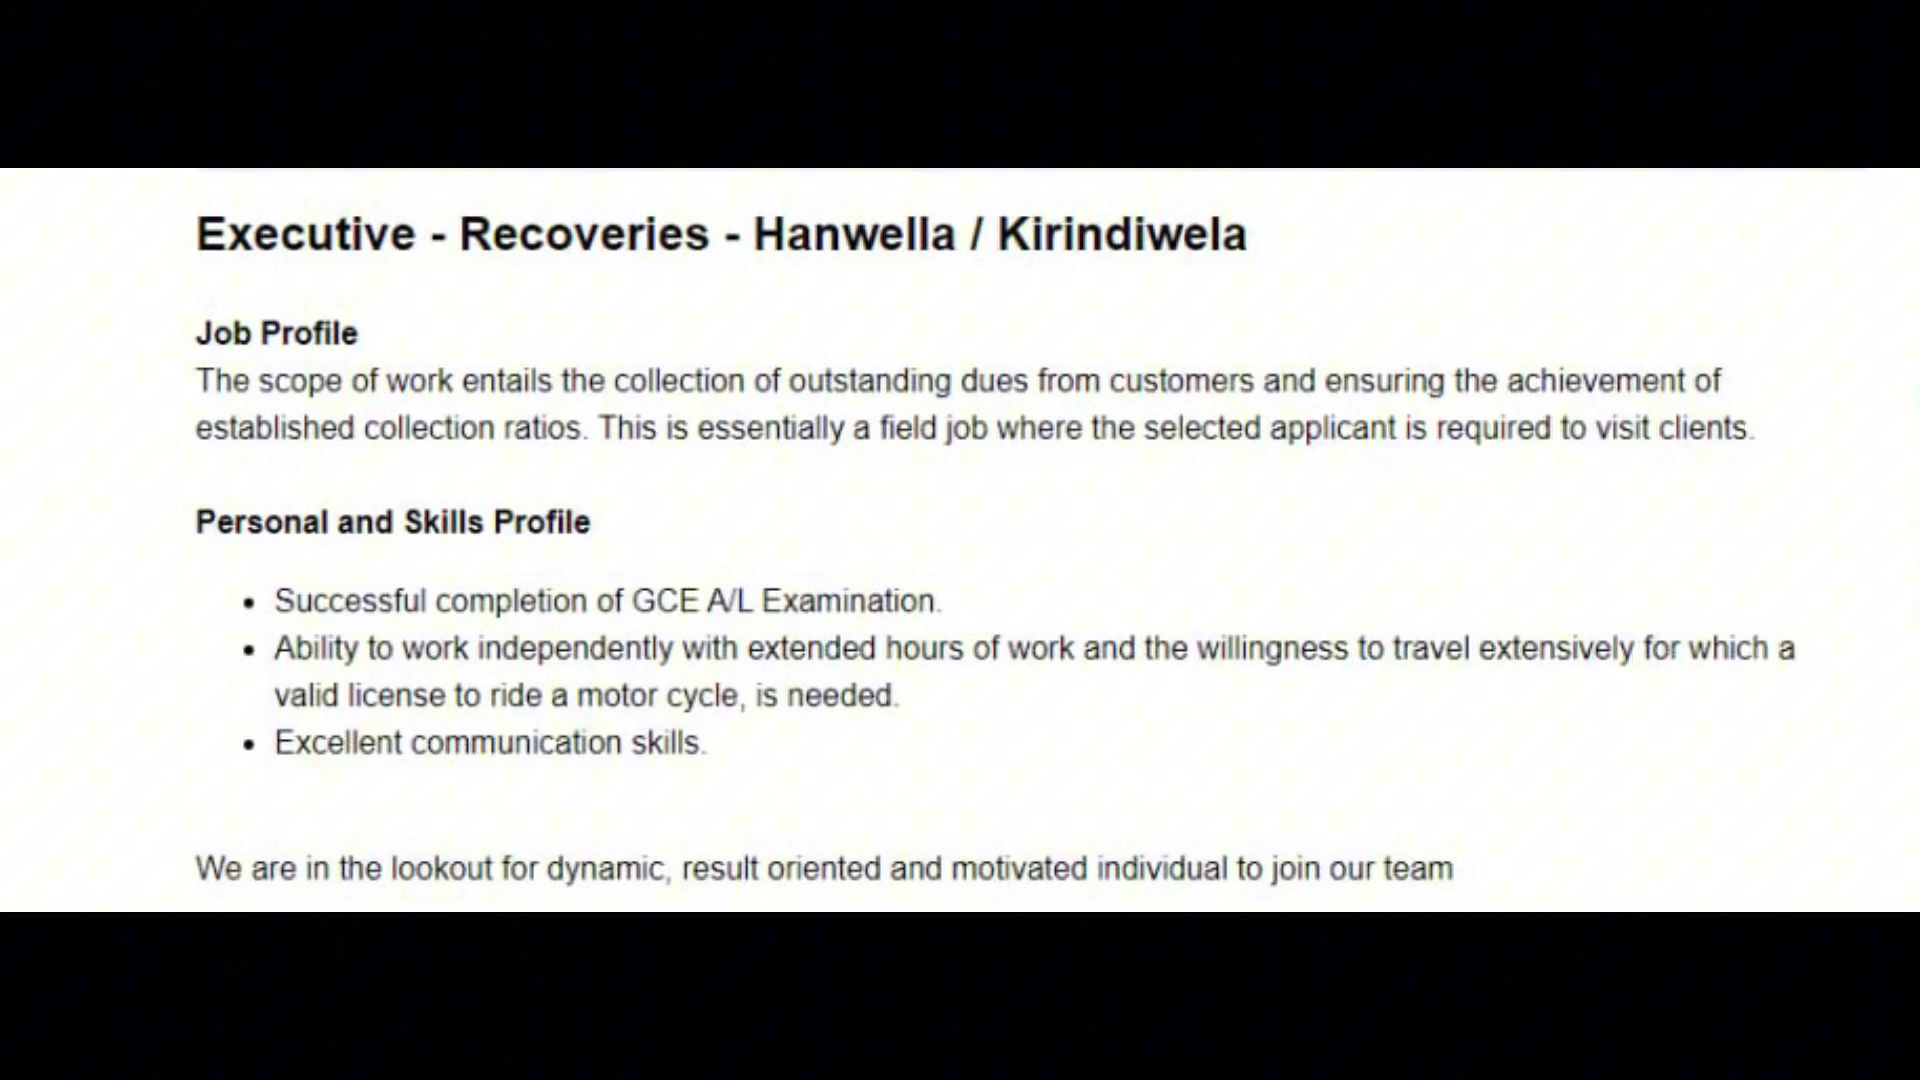 Executive - Recoveries - Hanwella / Kirindiwela
Job Profile
The scope of work entails the collection of outstanding dues from customers and ensuring the achievement of
established collection ratios. This is essentially a field job where the selected applicant is required to visit clients.
Personal and Skills Profile
• Successful completion of GCE A/L Examination.
• Ability to work independently with extended hours of work and the willingness to travel extensively for which a
valid license to ride a motor cycle, is needed.
• Excellent communication skills.
We are in the lookout for dynamic, result oriented and motivated individual to join our team